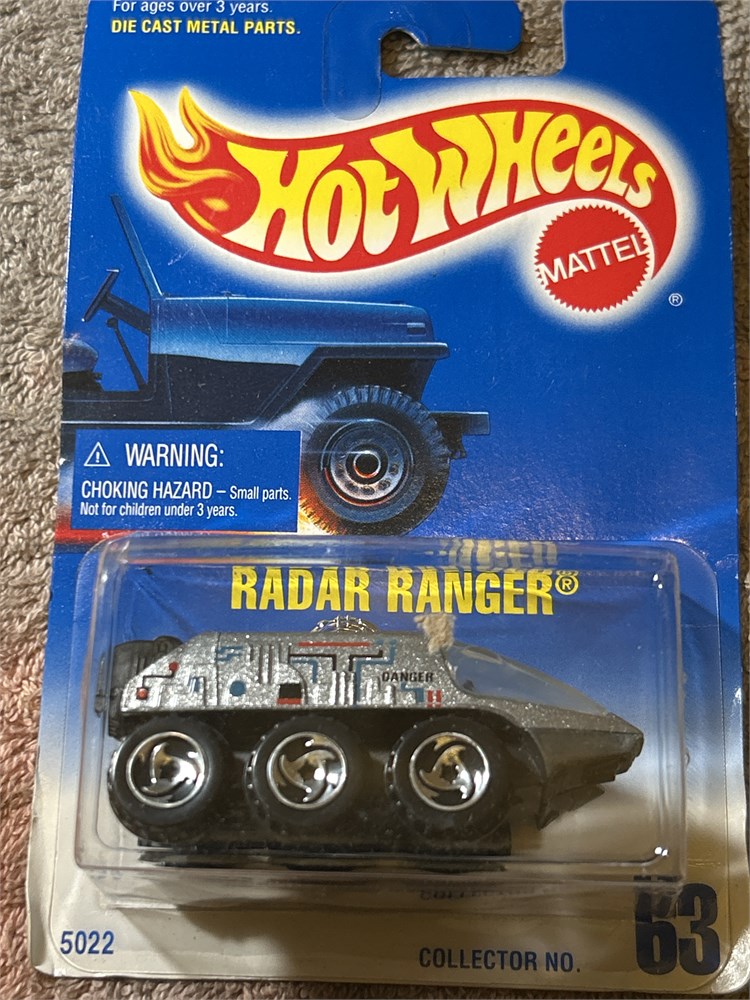 For ages over 3 years.
DIE CAST METAL PARTS.
HOT WHEELS
MATTEL
®
WARNING:
CHOKING HAZARD – Small parts.
Not for children under 3 years.
RADAR RANGER®
DANGER
5022
COLLECTOR NO. 63